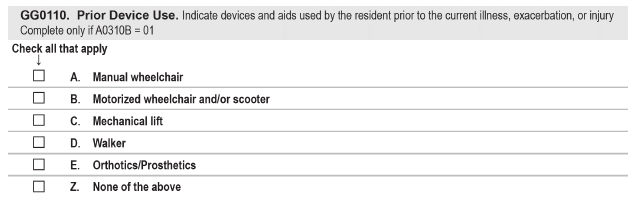 GG0110. Prior Device Use. Indicate devices and aids used by the resident prior to the current illness, exacerbation, or injury
Complete only if A0310B = 01
Check all that apply
↓
☐ A. Manual wheelchair
☐ B. Motorized wheelchair and/or scooter
☐ C. Mechanical lift
☐ D. Walker
☐ E. Orthotics/Prosthetics
☐ Z. None of the above